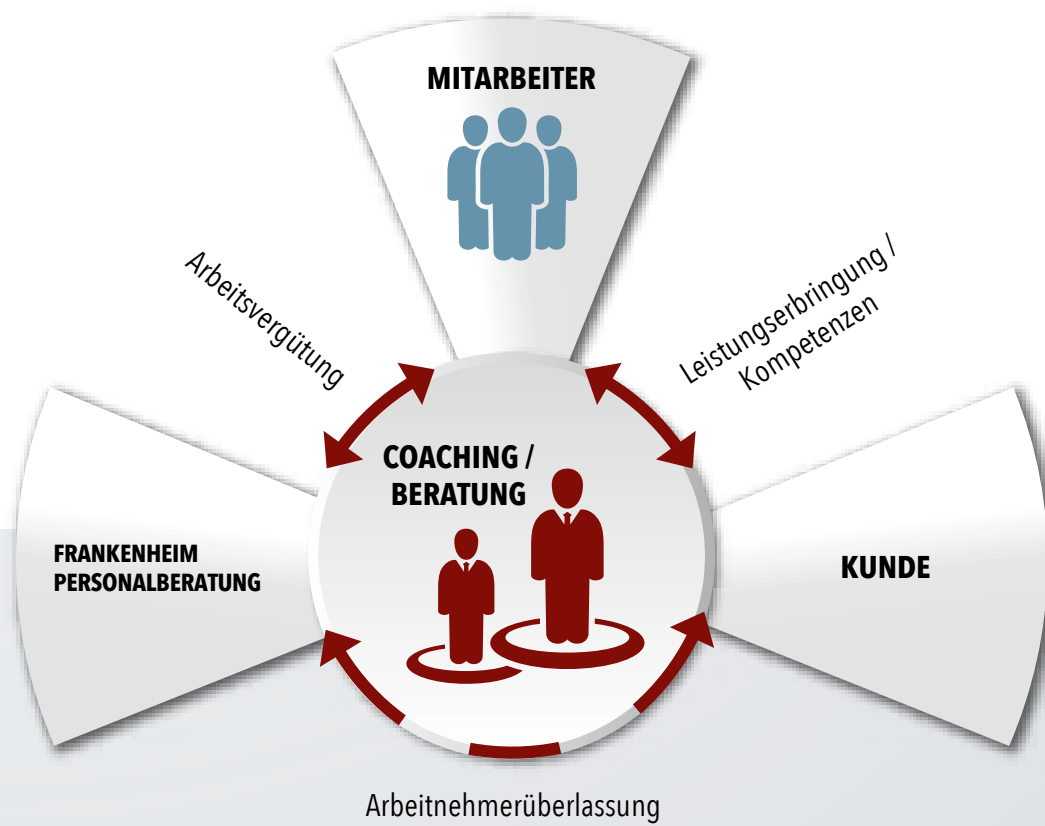 MITARBEITER
Arbeitsvergütung
Leistungserbringung /
Kompetenzen
COACHING /
BERATUNG
FRANKENHEIM
PERSONALBERATUNG
KUNDE
Arbeitnehmerüberlassung